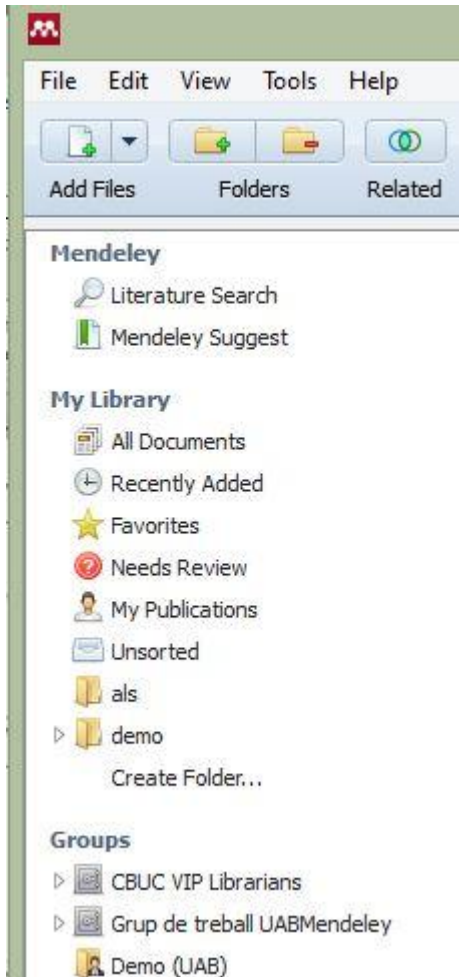 File Edit View Tools Help
Add Files Folders Related
Mendeley
Literature Search
Mendeley Suggest
My Library
All Documents
Recently Added
Favorites
Needs Review
My Publications
Unsorted
als
demo
Create Folder...
Groups
CBUC VIP Librarians
Grup de treball UABMendeley
Demo (UAB)